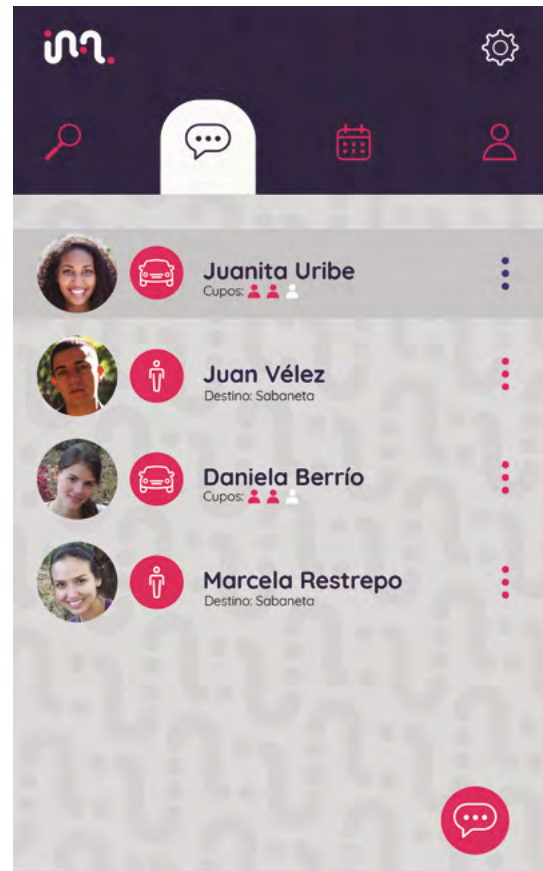 Juanita Uribe
Cupos:
Juan Vélez
Destino: Sabaneta
Daniela Berrío
Cupos:
Marcela Restrepo
Destino: Sabaneta